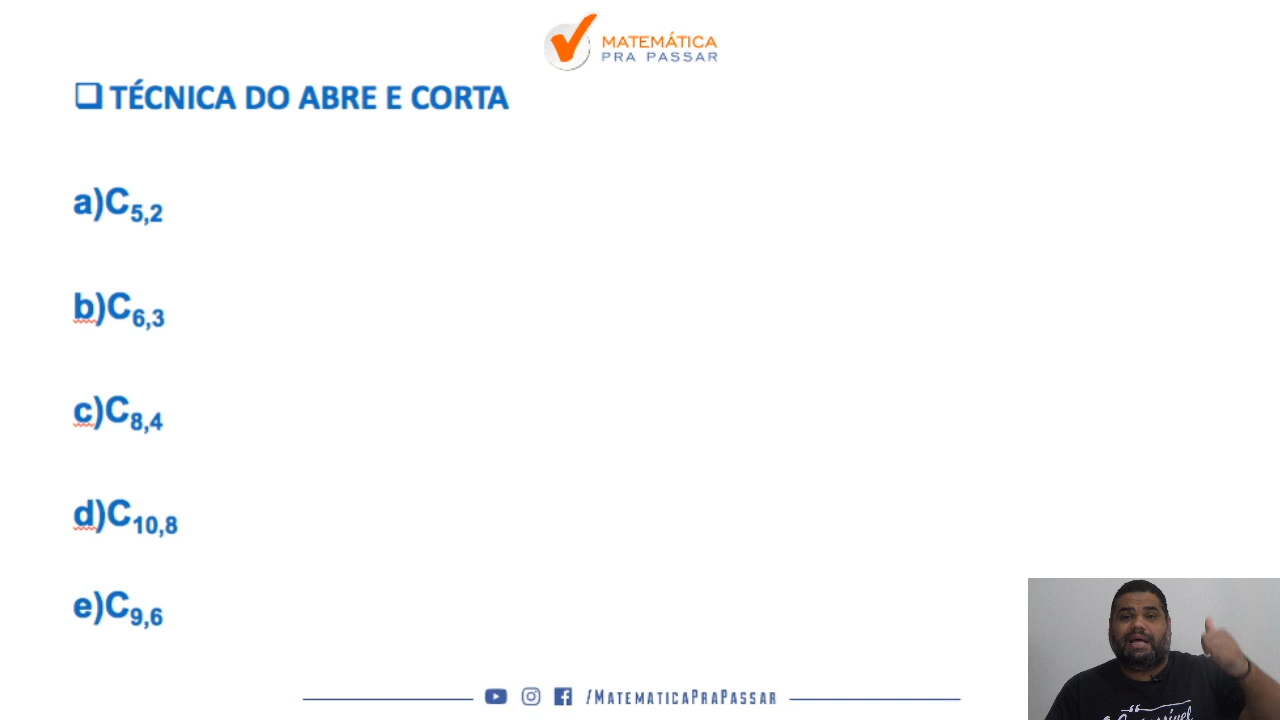 MATEMÁTICA
PRA PASSAR
TÉCNICA DO ABRE E CORTA
a)C5,2
b)C6,3
c)C8,4
d)C10,8
e)C9,6
/MATEMATICAPRAPASSAR